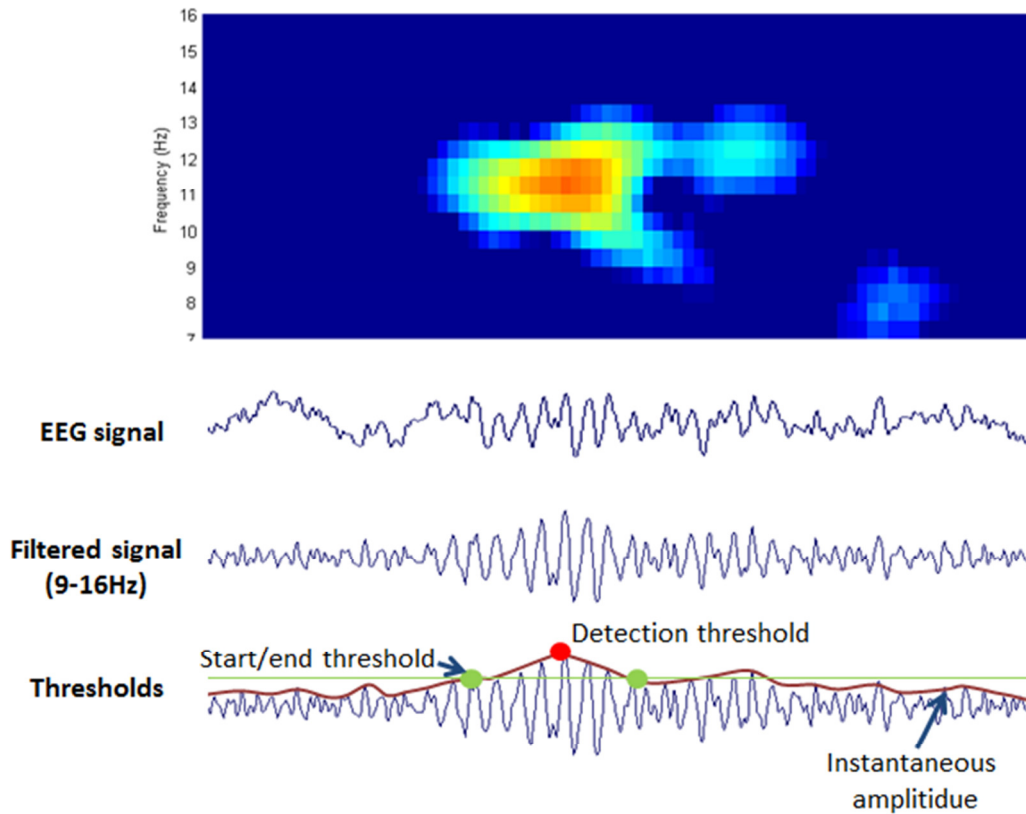 16
15
14
13
12
11
10
9
8
7
Frequency (Hz)
EEG signal
Filtered signal
(9-16Hz)
Detection threshold
Start/end threshold
Thresholds
Instantaneous
amplitidue